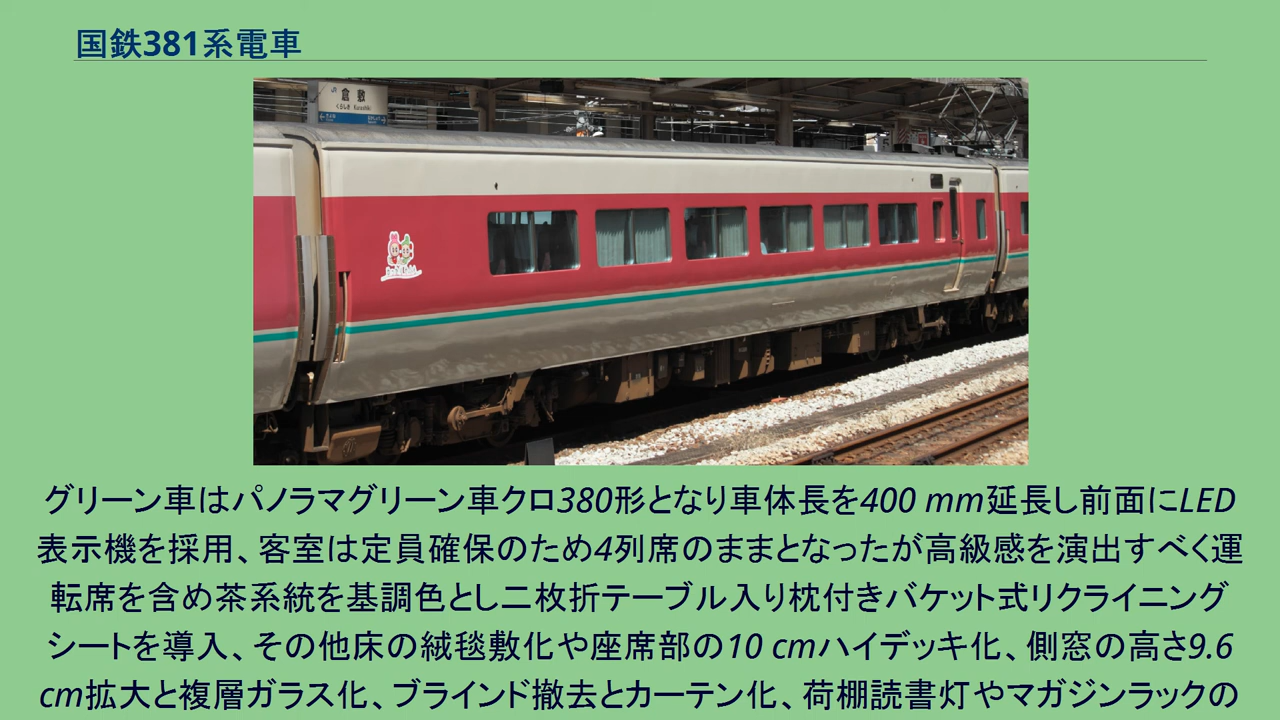 国鉄381系電車
倉敷
くらしき Kurashiki
グリーン車はパノラマグリーン車クロ380形となり車体長を400 mm延長し前面にLED
表示機を採用、客室は定員確保のため4列席のままとなったが高級感を演出すべく運
転席を含め茶系統を基調色とし二枚折テーブル入り枕付きバケット式リクライニング
シートを導入、その他床の絨毯敷化や座席部の10 cmハイデッキ化、側窓の高さ9.6
cm拡大と複層ガラス化、ブラインド撤去とカーテン化、荷棚読書灯やマガジンラックの